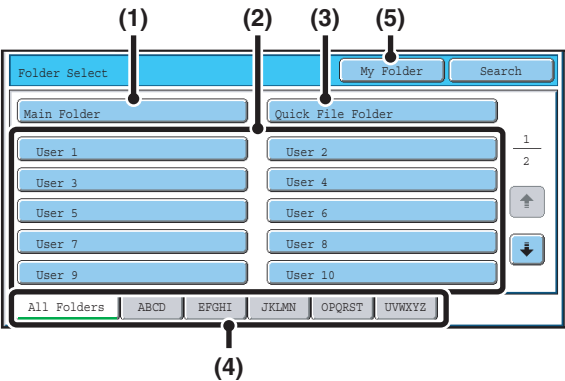 (1) (2) (3) (5)
Folder Select My Folder Search
Main Folder Quick File Folder
User 1 User 2
1
User 3 User 4
2
User 5 User 6
User 7 User 8
User 9 User 10
All Folders ABCD EFGHI JKLMN OPQRST UVWXYZ
(4)